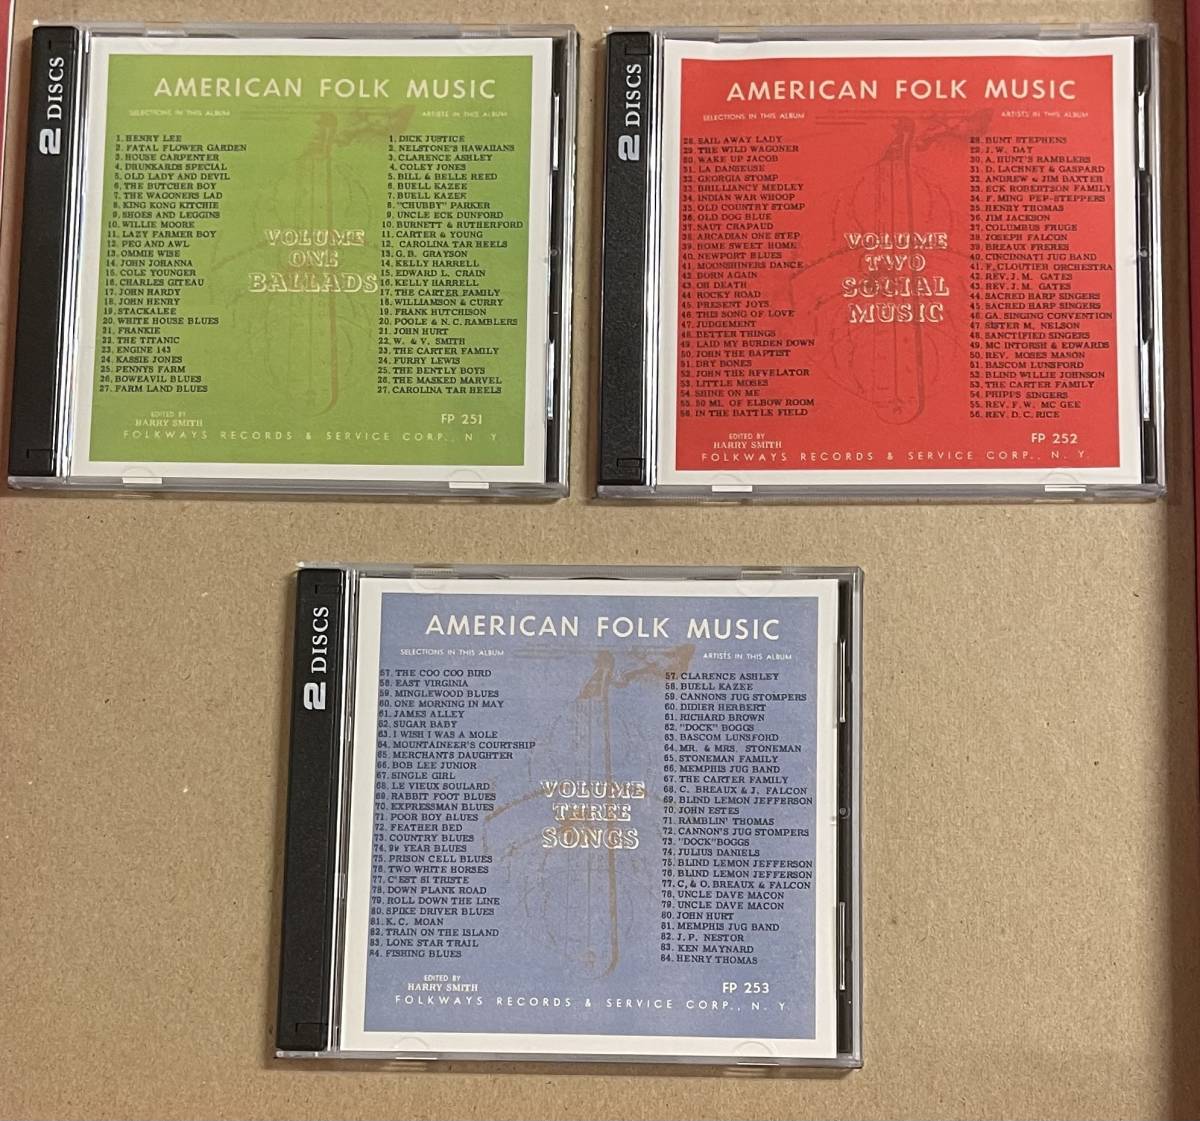 2 DISCS
AMERICAN FOLK MUSIC
SELECTIONS IN THIS ALBUM
ARTISTS IN THIS ALBUM
1. HENRY LEE
2. FATAL FLOWER GARDEN
3. HOUSE CARPENTER
4. DRUNKARDS SPECIAL
5. OLD LADY AND DEVIL
6. THE BUTCHER BOY
7. THE WAGONERS LAD
8. KING KONG KITCHIE
9. SHOES AND LEGGINS
10. WILLIE MOORE
11. LAZY FARMER BOY
12. PEG AND AWL
13. OMMIE WISE
14. JOHN JOHANNA
15. COLE YOUNGER
16. CHARLES GITEAU
17. JOHN HARDY
18. JOHN HENRY
19. STACKALEE
20. WHITE HOUSE BLUES
21. FRANKIE
22. THE TITANIC
23. ENGINE 143
24. KASSIE JONES
25. PENNYS FARM
26. BOWEAVIL BLUES
27. FARM LAND BLUES
1. DICK JUSTICE
2. NELSTONE'S HAWAIIANS
3. CLARENCE ASHLEY
4. COLEY JONES
5. BILL & BELLE REED
6. BUELL KAZEE
7. BUELL KAZEE
8. "CHUBBY" PARKER
9. UNCLE ECK DUNFORD
10. BURNETT & RUTHERFORD
11. CARTER & YOUNG
12. CAROLINA TAR HEELS
13. G. B. GRAYSON
14. KELLY HARRELL
15. EDWARD L. CRAIN
16. KELLY HARRELL
17. THE CARTER FAMILY
18. WILLIAMSON & CURRY
19. FRANK HUTCHISON
20. POOLE & N. C. RAMBLERS
21. JOHN HURT
22. W. & V. SMITH
23. THE CARTER FAMILY
24. FURRY LEWIS
25. THE BENTLY BOYS
26. THE MASKED MARVEL
27. CAROLINA TAR HEELS
VOLUME
ONE
BALLADS
EDITED BY
HARRY SMITH
FP 251
FOLKWAYS RECORDS & SERVICE CORP., N. Y.
2 DISCS
AMERICAN FOLK MUSIC
SELECTIONS IN THIS ALBUM
ARTISTS IN THIS ALBUM
28. SAIL AWAY LADY
29. THE WILD WAGONER
30. WAKE UP JACOB
31. LA DANSEUSE
32. GEORGIA STOMP
33. BRILLIANCY MEDLEY
34. INDIAN WAR WHOOP
35. OLD COUNTRY STOMP
36. OLD DOG BLUE
37. SAUT CRAPAUD
38. ARCADIAN ONE STEP
39. HOME SWEET HOME
40. NEWPORT BLUES
41. MOONSHINERS DANCE
42. BORN AGAIN
43. OH DEATH
44. ROCKY ROAD
45. PRESENT JOYS
46. THIS SONG OF LOVE
47. JUDGEMENT
48. BETTER THINGS
49. LAID MY BURDEN DOWN
50. JOHN THE BAPTIST
51. DRY BONES
52. JOHN THE REVELATOR
53. LITTLE MOSES
54. SHINE ON ME
55. 50 MI. OF ELBOW ROOM
56. IN THE BATTLE FIELD
28. BUNT STEPHENS
29. J. W. DAY
30. A. HUNT'S RAMBLERS
31. D. LACHNEY & GASPARD
32. ANDREW & JIM BAXTER
33. ECK ROBERTSON FAMILY
34. F. MING PEP-STEPPERS
35. HENRY THOMAS
36. JIM JACKSON
37. COLUMBUS FRUGE
38. JOSEPH FALCON
39. BREAUX FRERES
40. CINCINNATI JUG BAND
41. F. CLOUTIER ORCHESTRA
42. REV. J. M. GATES
43. REV. J. M. GATES
44. SACRED HARP SINGERS
45. SACRED HARP SINGERS
46. GA. SINGING CONVENTION
47. SISTER M. NELSON
48. SANCTIFIED SINGERS
49. MC INTORSH & EDWARDS
50. REV. MOSES MASON
51. BASCOM LUNSFORD
52. BLIND WILLIE JOHNSON
53. THE CARTER FAMILY
54. PHIPPS SINGERS
55. REV. F. W. MC GEE
56. REV. D. C. RICE
VOLUME
TWO
SOCIAL
MUSIC
EDITED BY
HARRY SMITH
FP 252
FOLKWAYS RECORDS & SERVICE CORP., N. Y.
2 DISCS
AMERICAN FOLK MUSIC
SELECTIONS IN THIS ALBUM
ARTISTS IN THIS ALBUM
57. THE COO COO BIRD
58. EAST VIRGINIA
59. MINGLEWOOD BLUES
60. ONE MORNING IN MAY
61. JAMES ALLEY
62. SUGAR BABY
63. I WISH I WAS A MOLE
64. MOUNTAINEER'S COURTSHIP
65. MERCHANTS DAUGHTER
66. BOB LEE JUNIOR
67. SINGLE GIRL
68. LE VIEUX SOULARD
69. RABBIT FOOT BLUES
70. EXPRESSMAN BLUES
71. POOR BOY BLUES
72. FEATHER BED
73. COUNTRY BLUES
74. 99 YEAR BLUES
75. PRISON CELL BLUES
76. TWO WHITE HORSES
77. C'EST SI TRISTE
78. DOWN PLANK ROAD
79. ROLL DOWN THE LINE
80. SPIKE DRIVER BLUES
81. K. C. MOAN
82. TRAIN ON THE ISLAND
83. LONE STAR TRAIL
84. FISHING BLUES
57. CLARENCE ASHLEY
58. BUELL KAZEE
59. CANNONS JUG STOMPERS
60. DIDIER HERBERT
61. RICHARD BROWN
62. "DOCK" BOGGS
63. BASCOM LUNSFORD
64. MR. & MRS. STONEMAN
65. STONEMAN FAMILY
66. MEMPHIS JUG BAND
67. THE CARTER FAMILY
68. C. BREAUX & J. FALCON
69. BLIND LEMON JEFFERSON
70. JOHN ESTES
71. RAMBLIN' THOMAS
72. CANNON'S JUG STOMPERS
73. "DOCK" BOGGS
74. JULIUS DANIELS
75. BLIND LEMON JEFFERSON
76. BLIND LEMON JEFFERSON
77. C, & O. BREAUX & FALCON
78. UNCLE DAVE MACON
79. UNCLE DAVE MACON
80. JOHN HURT
81. MEMPHIS JUG BAND
82. J. P. NESTOR
83. KEN MAYNARD
84. HENRY THOMAS
VOLUME
THREE
SONGS
EDITED BY
HARRY SMITH
FP 253
FOLKWAYS RECORDS & SERVICE CORP., N. Y.